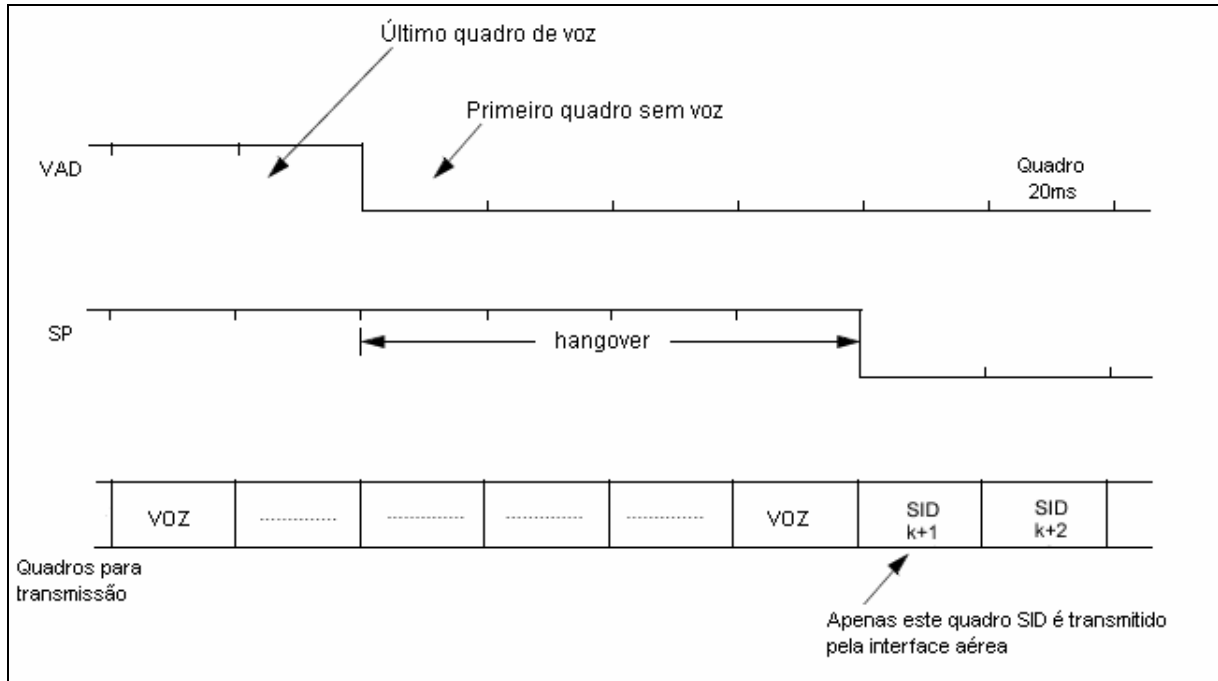 Último quadro de voz
Primeiro quadro sem voz
VAD
Quadro
20ms
SP
hangover
VOZ
VOZ
SID
k+1
SID
k+2
Quadros para
transmissão
Apenas este quadro SID é transmitido
pela interface aérea